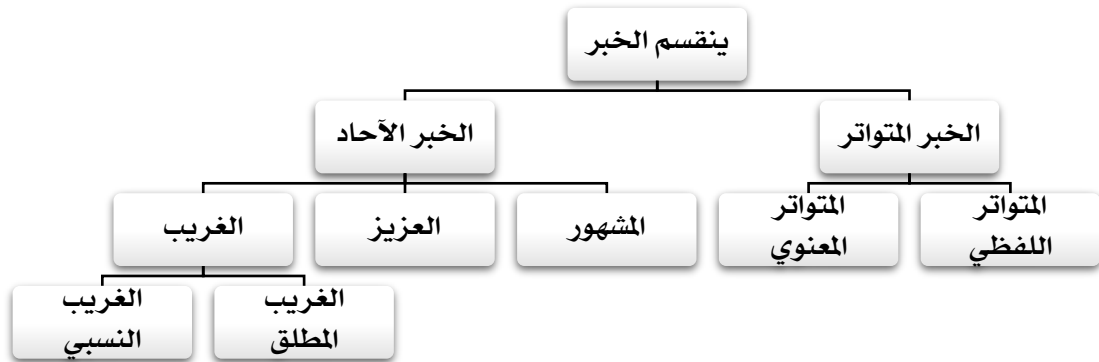 ينقسم الخبر
الخبر المتواتر
الخبر الآحاد
المتواتر
اللفظي
المتواتر
المعنوي
المشهور
العزيز
الغريب
الغريب
المطلق
الغريب
النسبي